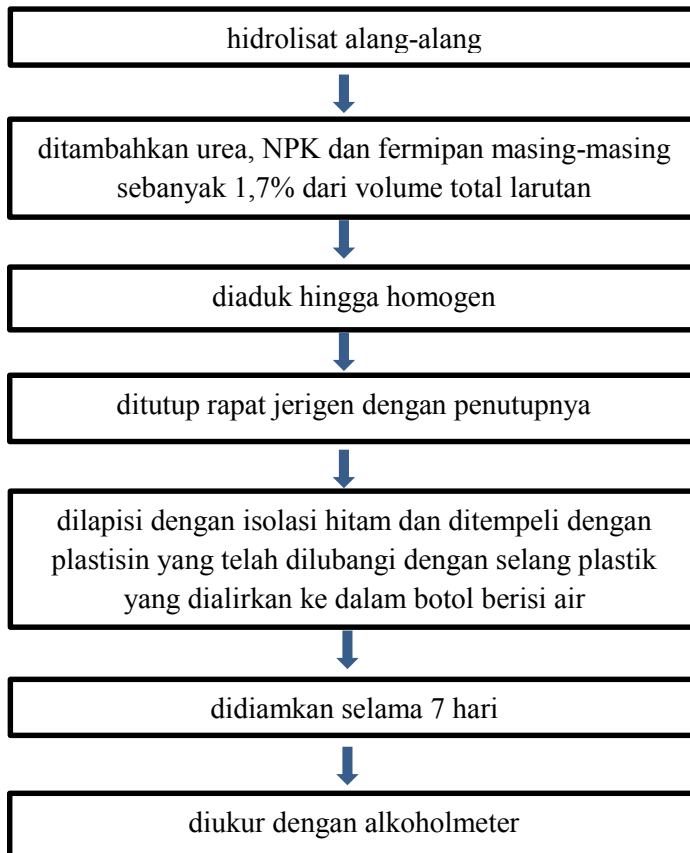 hidrolisat alang-alang
ditambahkan urea, NPK dan fermipan masing-masing
sebanyak 1,7% dari volume total larutan
diaduk hingga homogen
ditutup rapat jerigen dengan penutupnya
dilapisi dengan isolasi hitam dan ditempeli dengan
plastisin yang telah dilubangi dengan selang plastik
yang dialirkan ke dalam botol berisi air
didiamkan selama 7 hari
diukur dengan alkoholmeter